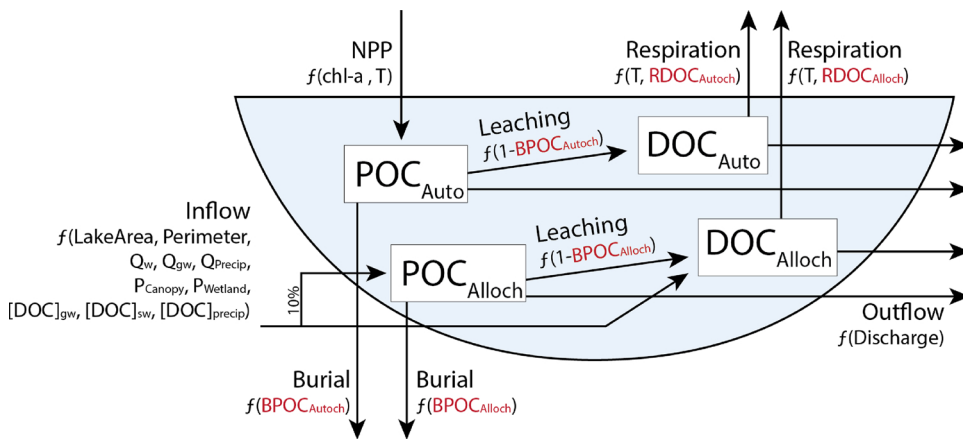 NPP
ƒ(chl-a , T)
Respiration
ƒ(T, RDOCAutoch)
Respiration
ƒ(T, RDOCAlloch)
Leaching
ƒ(1-BPOCAutoch)
DOCAuto
POCAuto
Inflow
ƒ(LakeArea, Perimeter,
Qw, Qgw, QPrecip,
PCanopy, PWetland,
[DOC]gw, [DOC]sw, [DOC]precip)
10%
Leaching
ƒ(1-BPOCAlloch)
DOCAlloch
POCAlloch
Outflow
ƒ(Discharge)
Burial
ƒ(BPOCAutoch)
Burial
ƒ(BPOCAlloch)